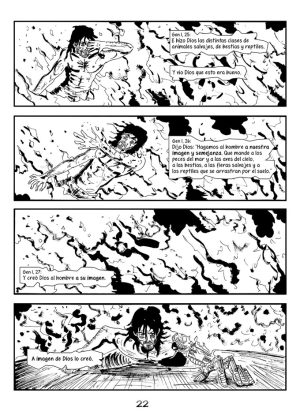 Gen 1, 25:
E hizo Dios las distintas clases de
animales salvajes, de bestias y reptiles.
Y vio Dios que esto era bueno.
Gen 1, 26:
Dijo Dios: "Hagamos al hombre a nuestra
imagen y semejanza. Que mande a los
peces del mar y a las aves del cielo,
a las bestias, a las fieras salvajes y a
los reptiles que se arrastran por el suelo.
Gen 1, 27:
Y creó Dios al hombre a su imagen.
A imagen de Dios lo creó.
22